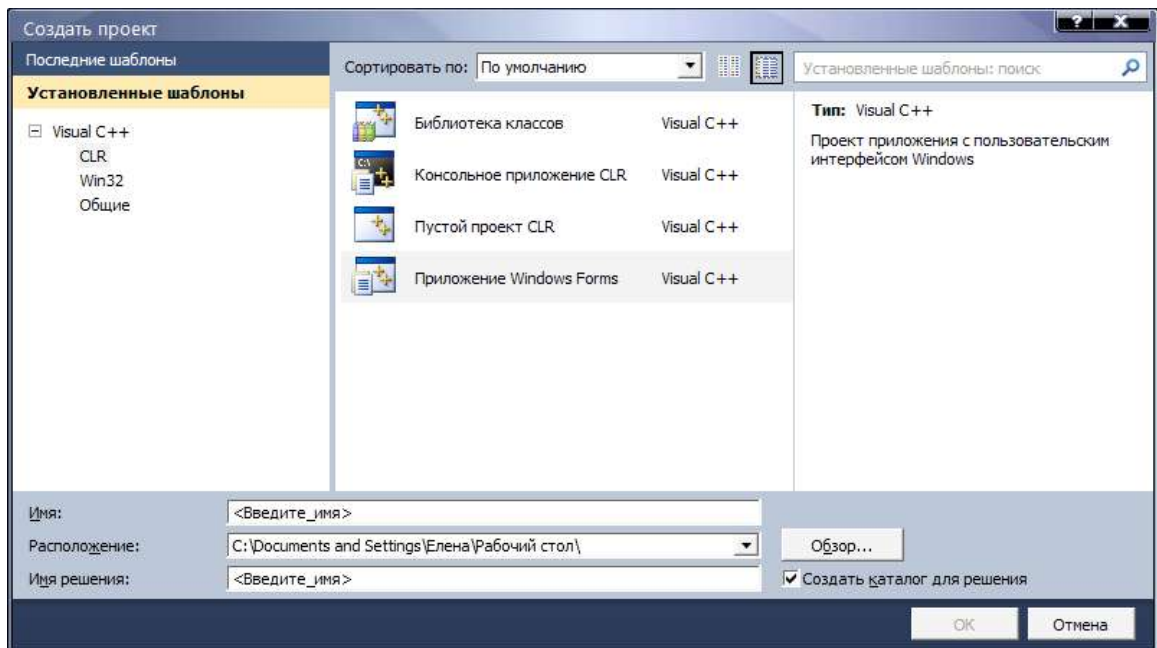 Создать проект
Последние шаблоны
Установленные шаблоны
Visual C++
CLR
Win32
Общие
Сортировать по: По умолчанию
Установленные шаблоны: поиск
Библиотека классов Visual C++
Консольное приложение CLR Visual C++
Пустой проект CLR Visual C++
Приложение Windows Forms Visual C++
Тип: Visual C++
Проект приложения с пользовательским
интерфейсом Windows
Имя: <Введите_имя>
Расположение: C:\Documents and Settings\Елена\Рабочий стол\ Обзор...
Имя решения: <Введите_имя> Создать каталог для решения
OK Отмена